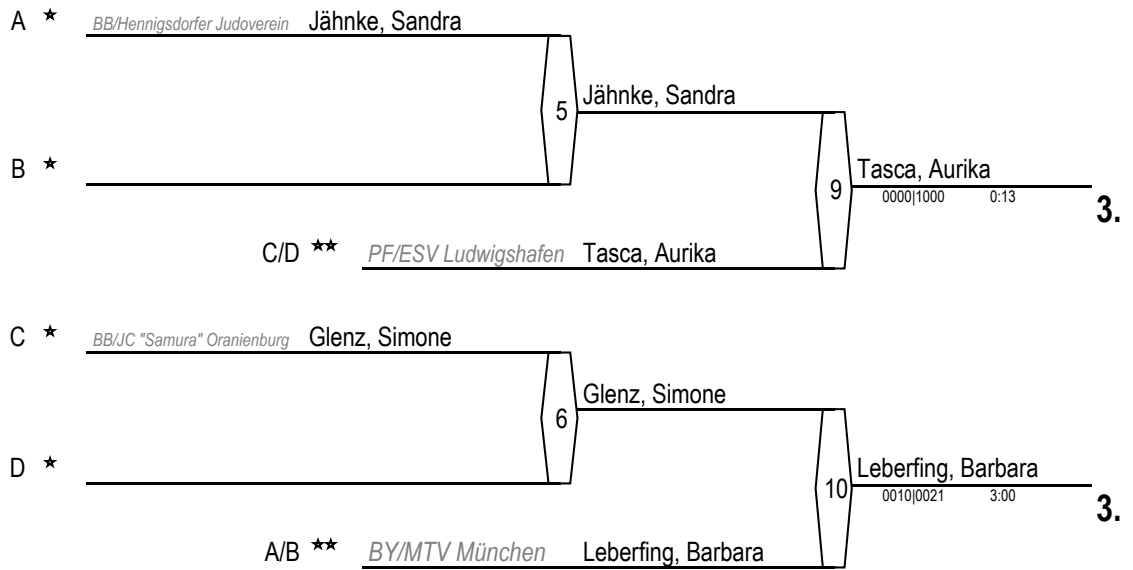 A ★ BB/Hennigsdorfer Judoverein Jähnke, Sandra
5 Jähnke, Sandra
B ★
9 Tasca, Aurika
0000|1000 0:13
3.
C/D ★★ PF/ESV Ludwigshafen Tasca, Aurika
C ★ BB/JC "Samura" Oranienburg Glenz, Simone
6 Glenz, Simone
D ★
10 Leberfing, Barbara
0010|0021 3:00
3.
A/B ★★ BY/MTV München Leberfing, Barbara